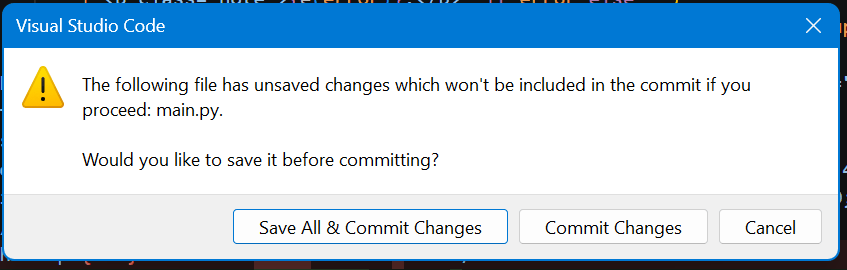 Visual Studio Code
The following file has unsaved changes which won't be included in the commit if you
proceed: main.py.
Would you like to save it before committing?
Save All & Commit Changes
Commit Changes
Cancel